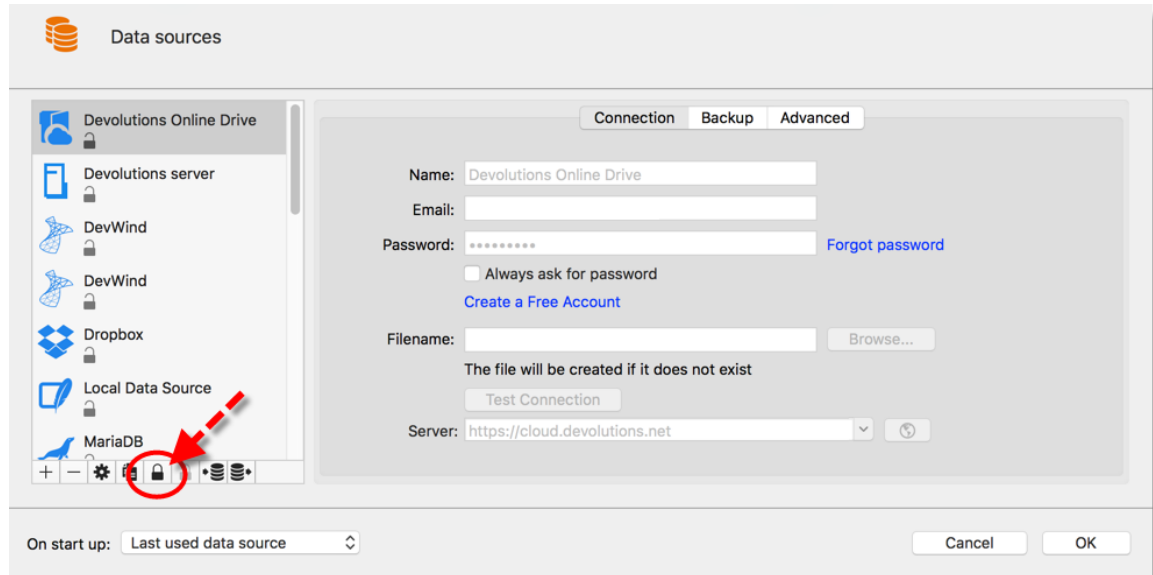 Data sources
Devolutions Online Drive
Devolutions server
DevWind
DevWind
Dropbox
Local Data Source
MariaDB
Connection Backup Advanced
Name: Devolutions Online Drive
Email:
Password: Forgot password
Always ask for password
Create a Free Account
Filename: Browse...
The file will be created if it does not exist
Test Connection
Server: https://cloud.devolutions.net
On start up: Last used data source
Cancel OK